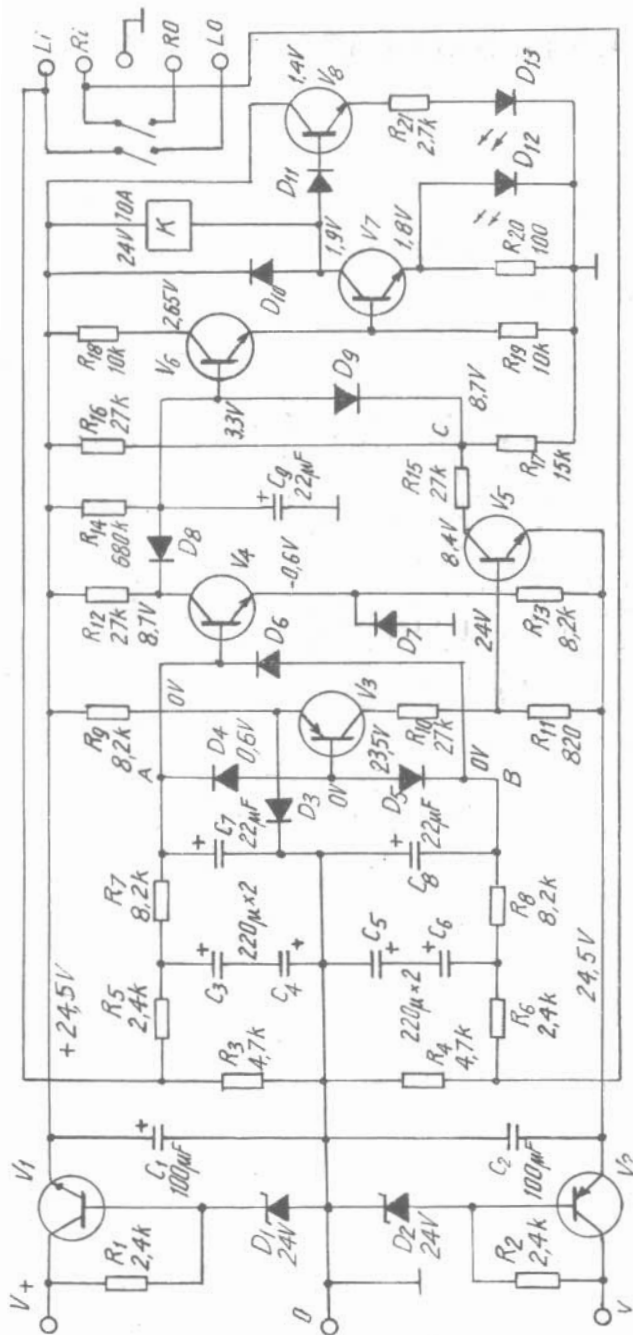 V+
0
V
R1
2,4k
V1
D1
24V
D2
24V
R2
2,4k
V2
C1
100µF
C2
100µF
+24,5V
24,5V
R3
4,7k
R4
4,7k
R5
2,4k
R6
2,4k
C3
C4
220µ×2
C5
C6
220µ×2
R7
8,2k
R8
8,2k
C7
22µF
C8
22µF
A
B
D3
D4
0,6V
D5
0V
0V
0V
23,5V
R9
8,2k
V3
R10
27k
R11
820
D6
V4
-0,6V
D7
R12
27k
8,7V
R13
8,2k
24V
D8
R14
680k
C9
22µF
8,4V
V5
R15
27k
R16
27k
C
R17
15k
3,3V
D9
8,7V
V6
2,65V
R18
10k
R19
10k
D10
24V 10A
K
1,9V
V7
1,8V
R20
100
D11
1,4V
V8
R21
2,7k
D12
D13
Li
Ri
RO
LO